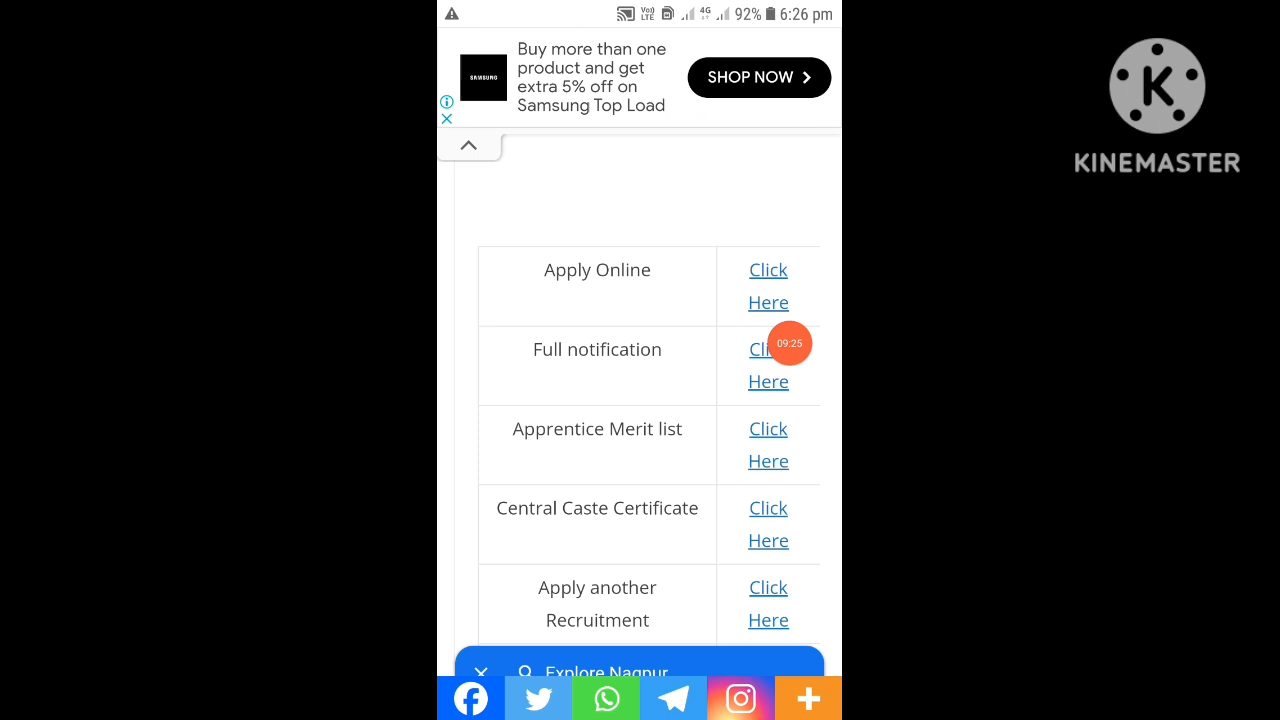 VoLTE 4G 92% 6:26 pm
Buy more than one
product and get
extra 5% off on
Samsung Top Load
SAMSUNG
SHOP NOW
K
KINEMASTER
Apply Online
Click
Here
Full notification
Here
09:25
Apprentice Merit list
Click
Here
Central Caste Certificate
Click
Here
Apply another
Recruitment
Click
Here
Explore Nagpur